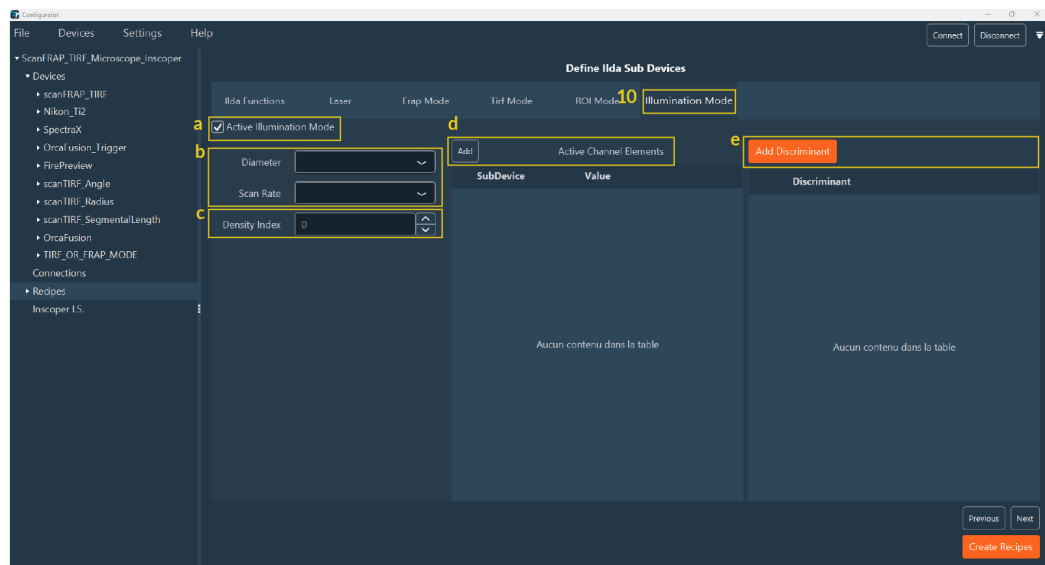 Configurator
File Devices Settings Help
Connect Disconnect
ScanFRAP_TIRF_Microscope_Inscoper
Devices
scanFRAP_TIRF
Nikon_Ti2
SpectraX
OrcaFusion_Trigger
FirePreview
scanTIRF_Angle
scanTIRF_Radius
scanTIRF_SegmentalLength
OrcaFusion
TIRF_OR_FRAP_MODE
Connections
Recipes
Inscoper I.S.
Define Ilda Sub Devices
Ilda Functions Laser Frap Mode Tirf Mode ROI Mode 10 Illumination Mode
a Active Illumination Mode
b Diameter
Scan Rate
c Density Index 0
d
Add Active Channel Elements
SubDevice Value
Aucun contenu dans la table
e Add Discriminant
Discriminant
Aucun contenu dans la table
Previous Next
Create Recipes